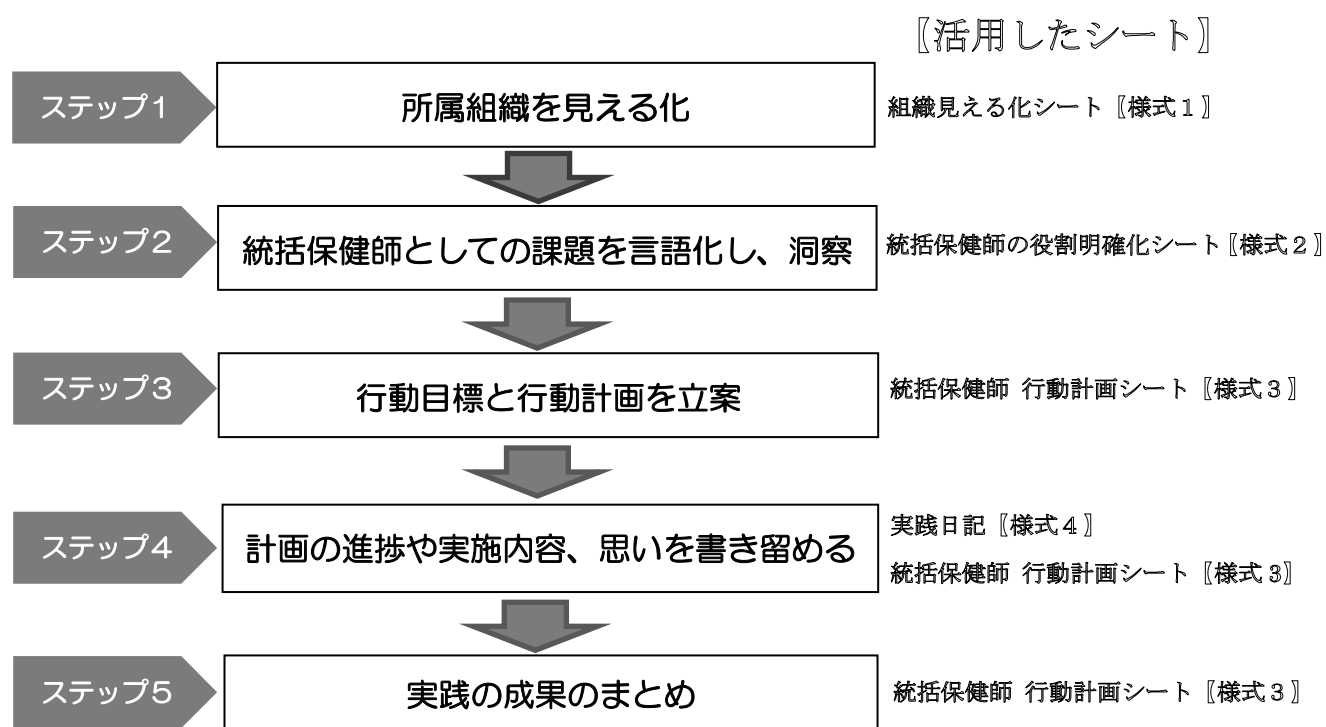 〖活用したシート〗
ステップ１
所属組織を見える化
組織見える化シート〖様式１〗
ステップ２
統括保健師としての課題を言語化し、洞察
統括保健師の役割明確化シート〖様式２〗
ステップ３
行動目標と行動計画を立案
統括保健師 行動計画シート〖様式３〗
ステップ４
計画の進捗や実施内容、思いを書き留める
実践日記〖様式４〗
統括保健師 行動計画シート〖様式3〗
ステップ５
実践の成果のまとめ
統括保健師 行動計画シート〖様式３〗